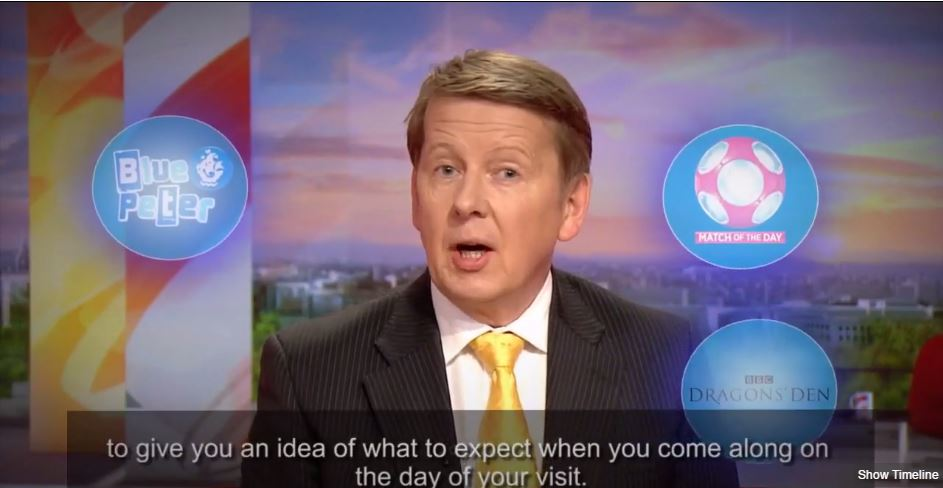 Blue
Peter
MATCH OF THE DAY
BBC
DRAGONS' DEN
to give you an idea of what to expect when you come along on
the day of your visit.
Show Timeline